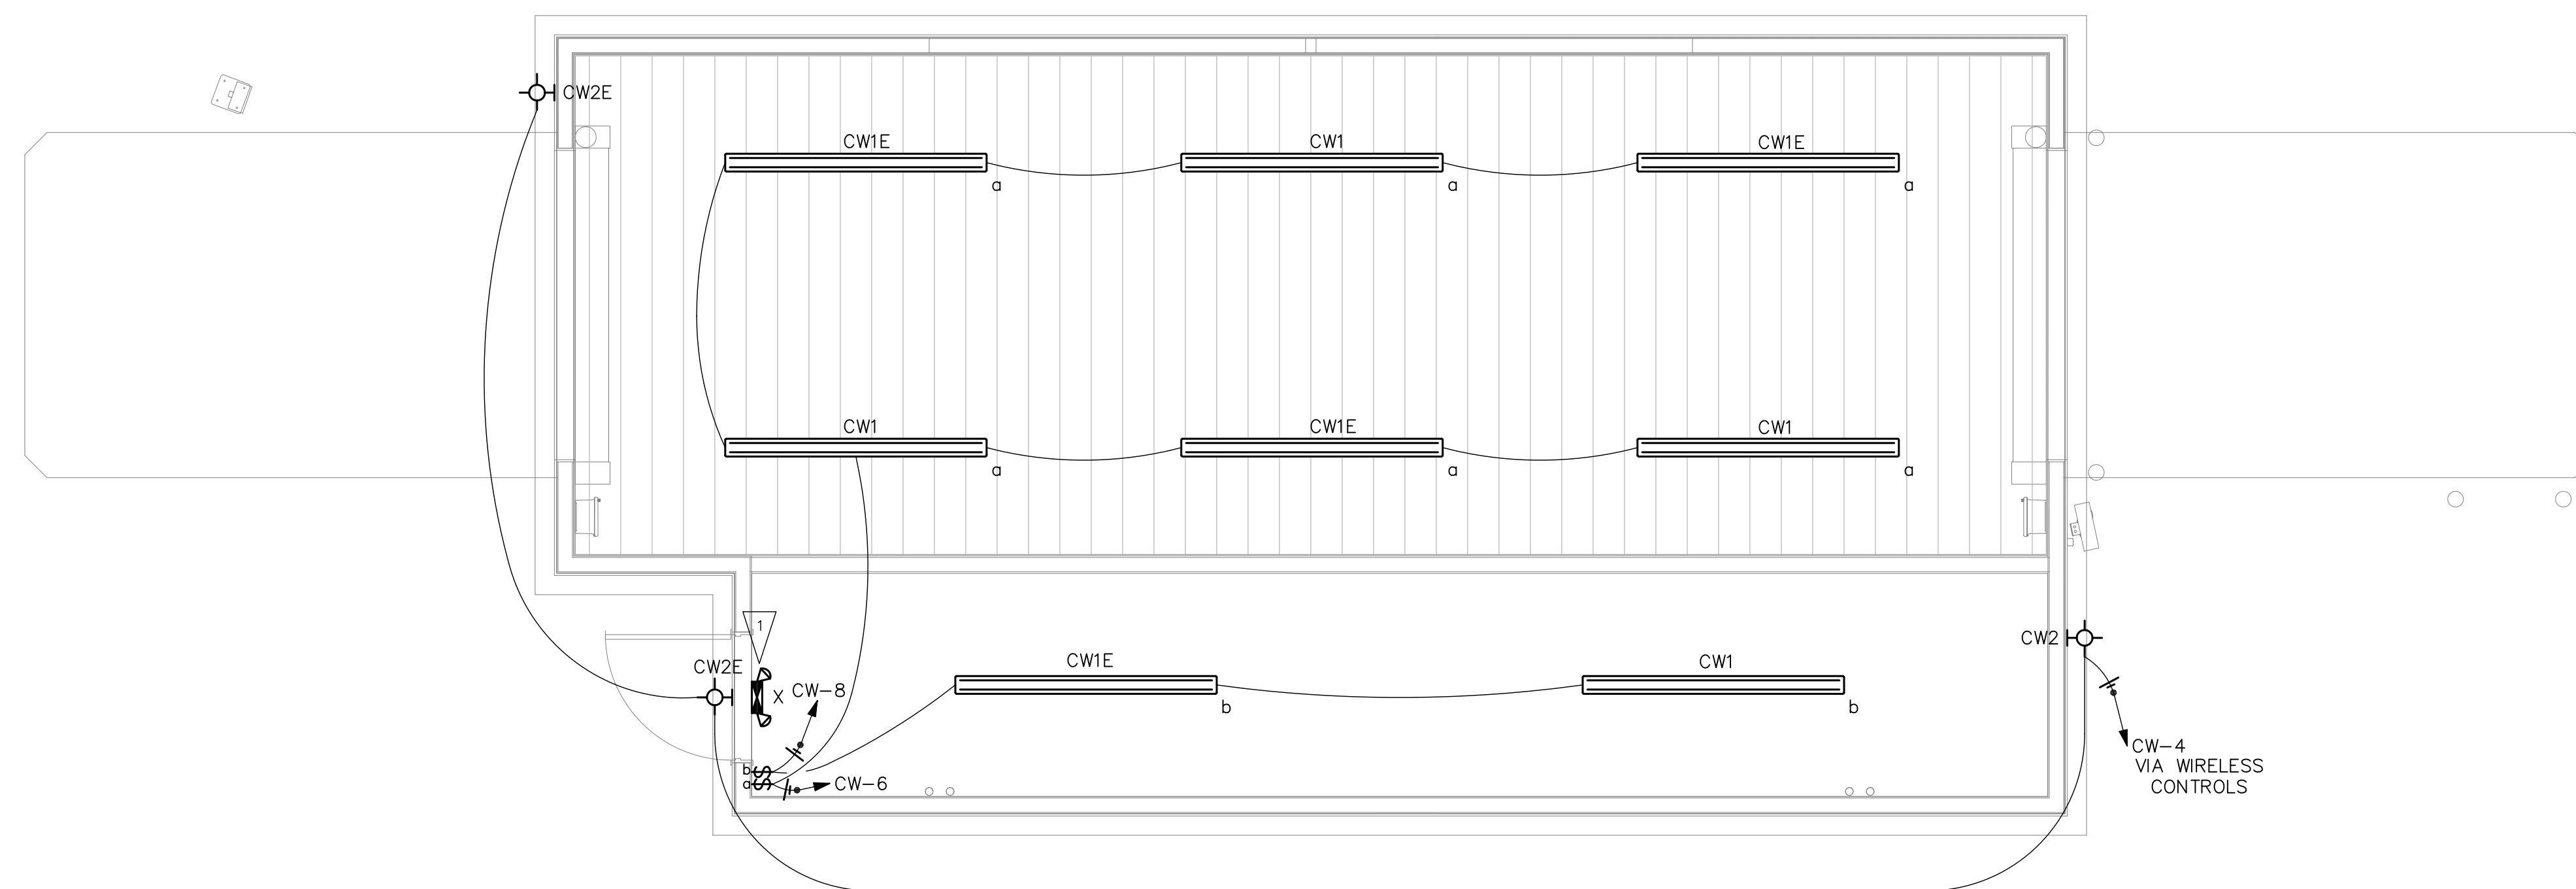 CW2E
CW1E
CW1
CW1E
a
a
a
CW1
CW1E
CW1
a
a
a
1
CW2E
X
CW-8
CW1E
CW1
b
b
CW2
b
a
CW-6
CW-4
VIA WIRELESS
CONTROLS